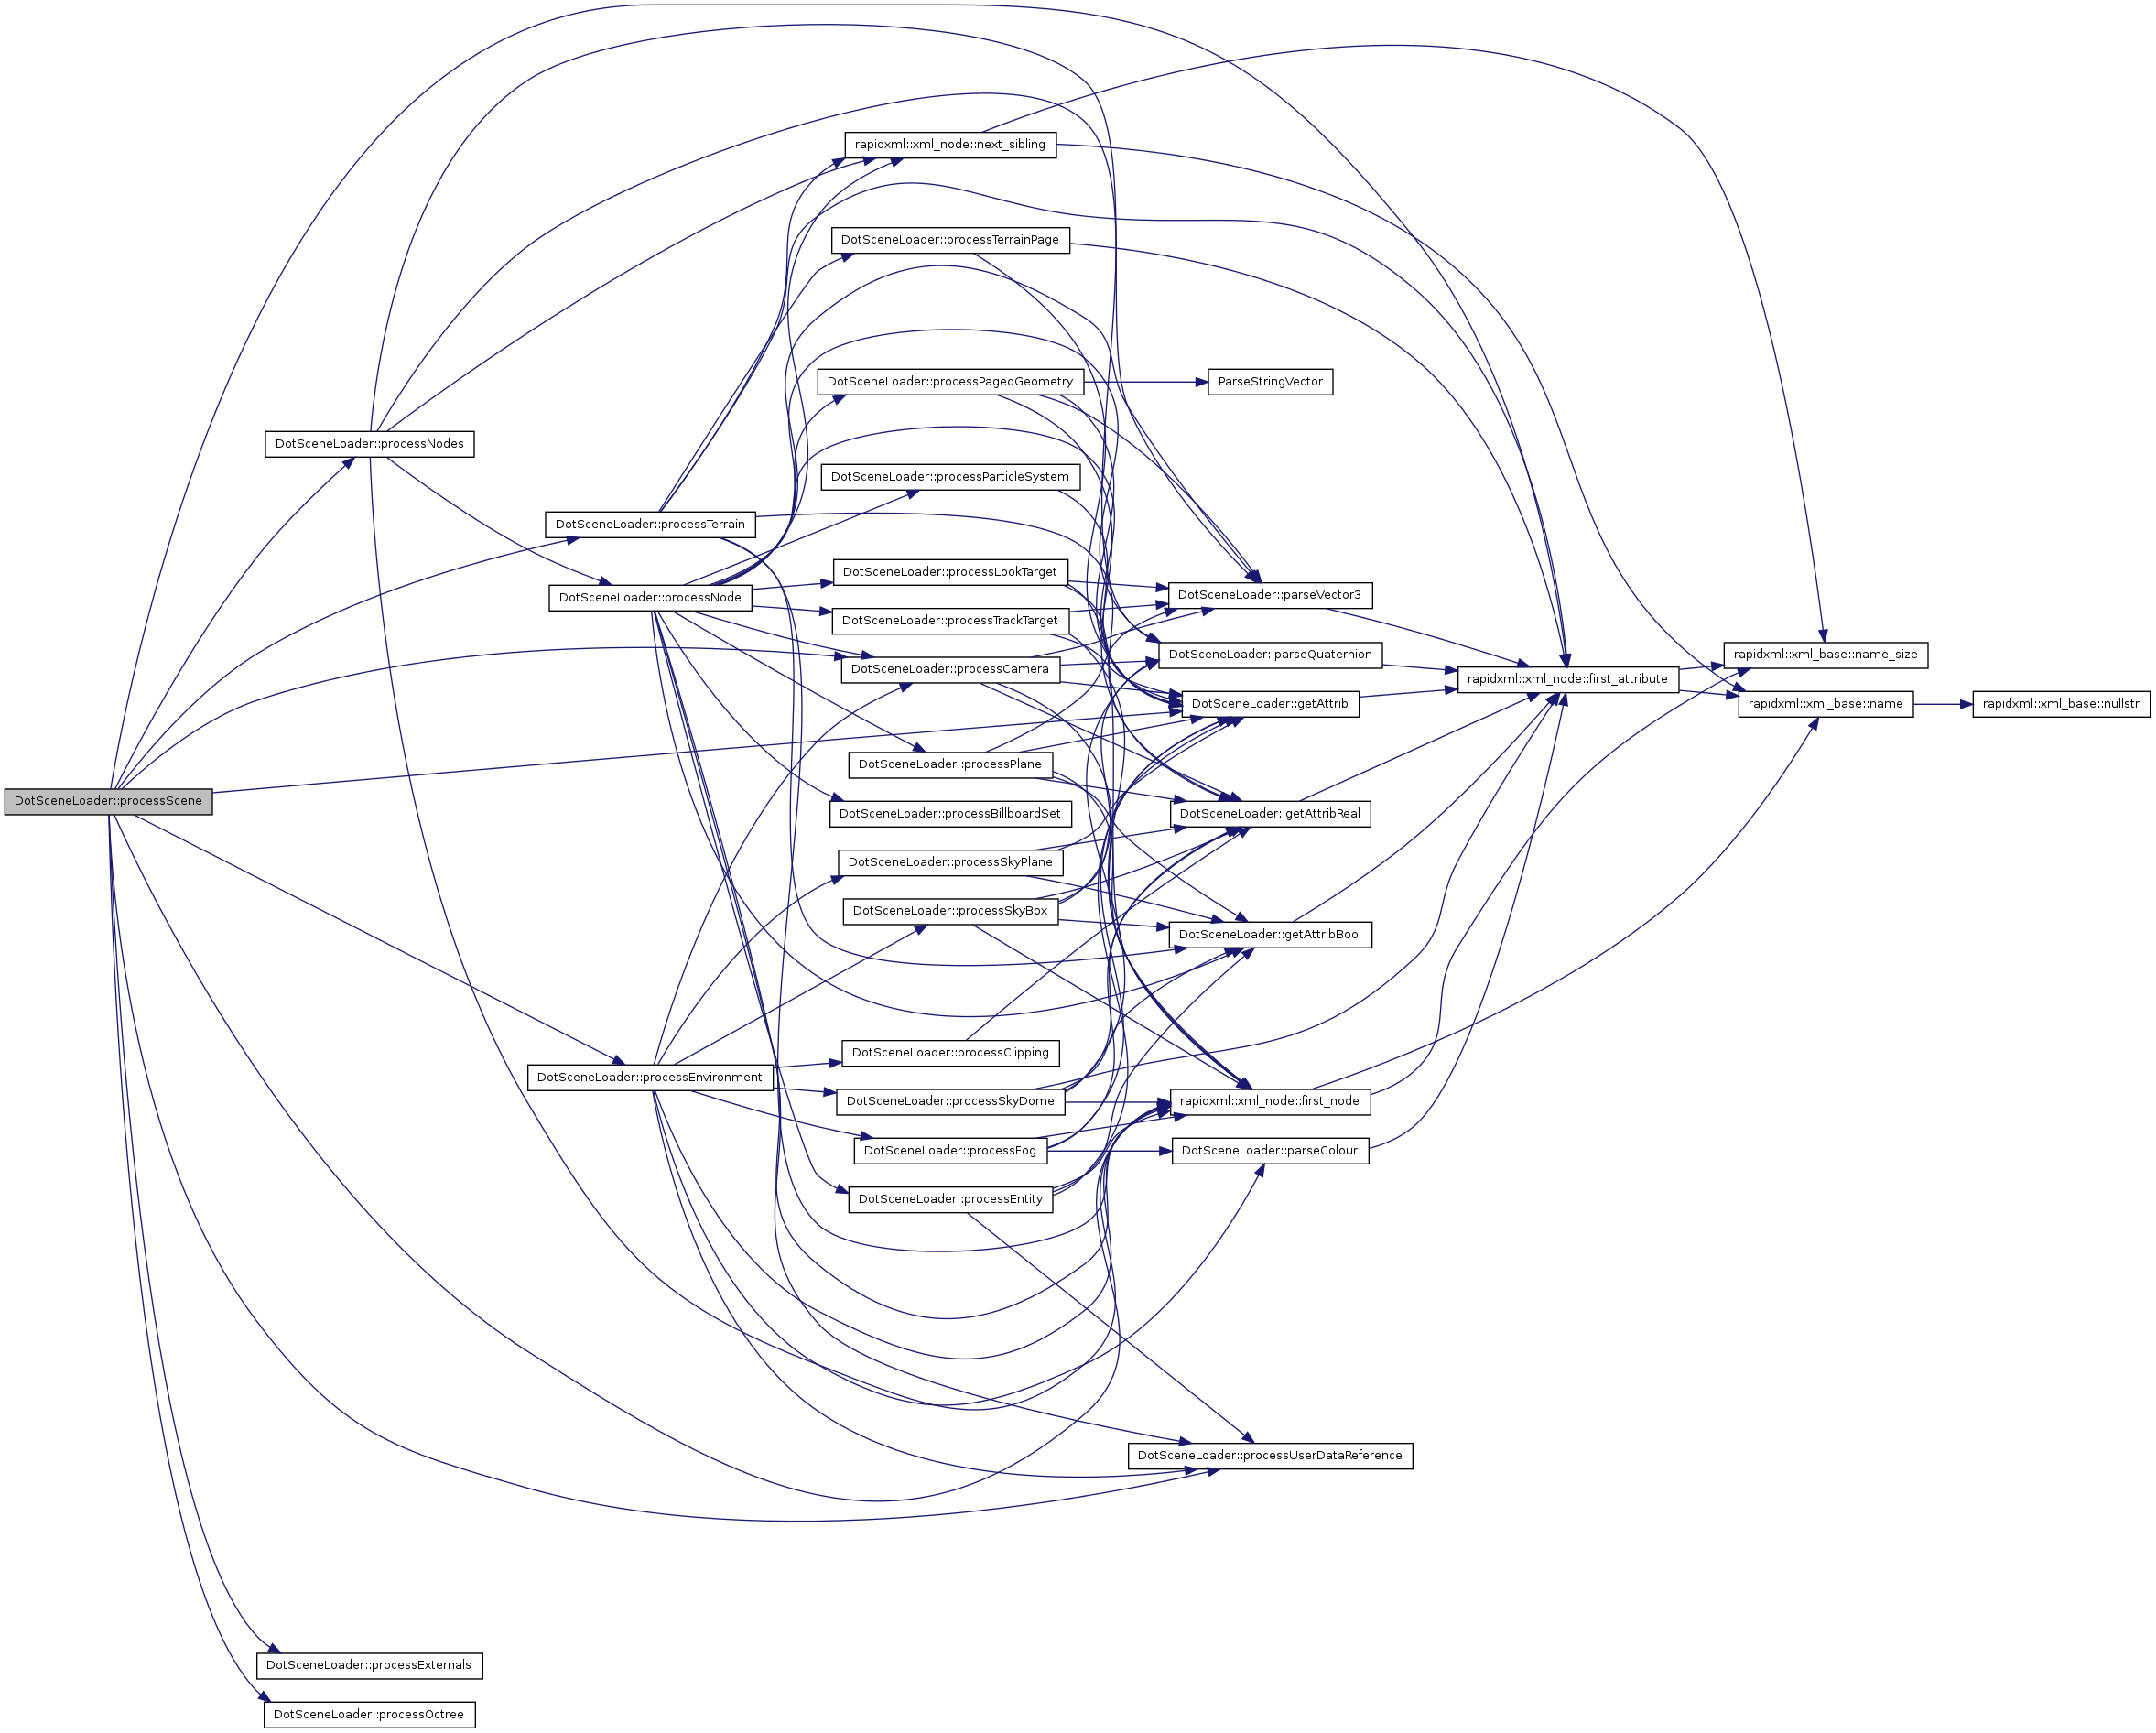 rapidxml::xml_node::next_sibling
DotSceneLoader::processTerrainPage
DotSceneLoader::processPagedGeometry
ParseStringVector
DotSceneLoader::processNodes
DotSceneLoader::processParticleSystem
DotSceneLoader::processTerrain
DotSceneLoader::processLookTarget
DotSceneLoader::processNode
DotSceneLoader::parseVector3
DotSceneLoader::processTrackTarget
DotSceneLoader::parseQuaternion
rapidxml::xml_base::name_size
DotSceneLoader::processCamera
rapidxml::xml_node::first_attribute
DotSceneLoader::getAttrib
rapidxml::xml_base::name
rapidxml::xml_base::nullstr
DotSceneLoader::processPlane
DotSceneLoader::processScene
DotSceneLoader::processBillboardSet
DotSceneLoader::getAttribReal
DotSceneLoader::processSkyPlane
DotSceneLoader::processSkyBox
DotSceneLoader::getAttribBool
DotSceneLoader::processClipping
DotSceneLoader::processEnvironment
DotSceneLoader::processSkyDome
rapidxml::xml_node::first_node
DotSceneLoader::processFog
DotSceneLoader::parseColour
DotSceneLoader::processEntity
DotSceneLoader::processUserDataReference
DotSceneLoader::processExternals
DotSceneLoader::processOctree